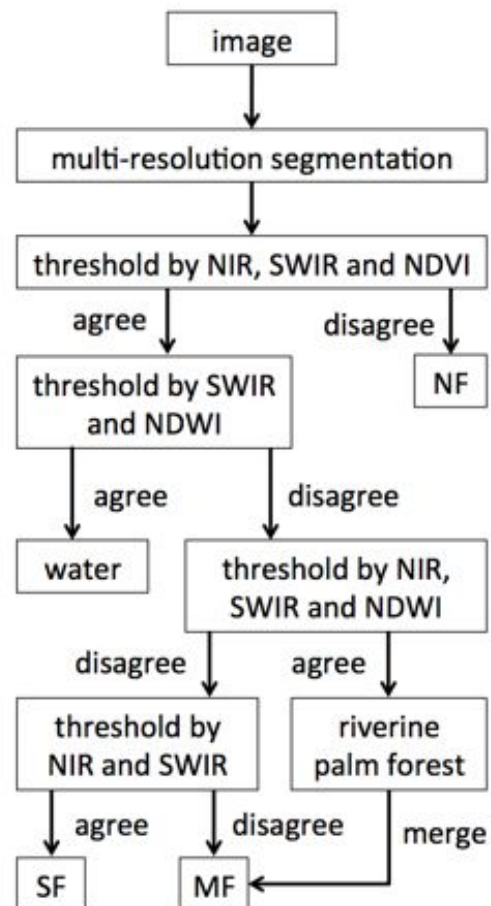 image
multi-resolution segmentation
threshold by NIR, SWIR and NDVI
agree
disagree
threshold by SWIR
and NDWI
NF
agree
disagree
water
threshold by NIR,
SWIR and NDWI
disagree
agree
threshold by
NIR and SWIR
riverine
palm forest
agree
disagree
merge
SF
MF